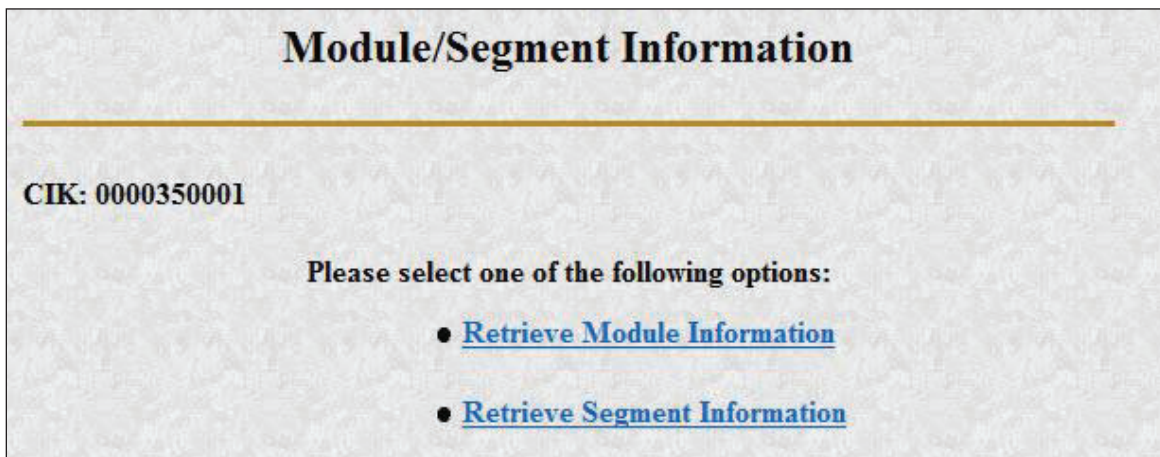 Module/Segment Information
CIK: 0000350001
Please select one of the following options:
• Retrieve Module Information
• Retrieve Segment Information